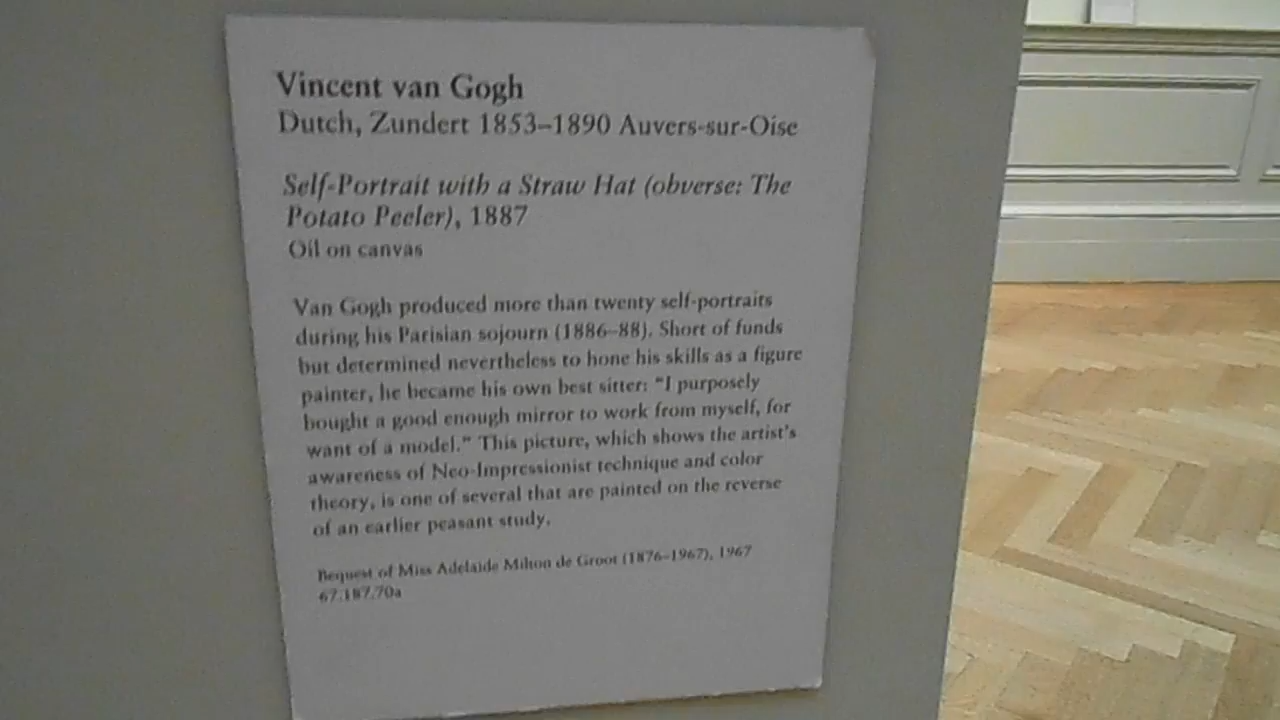 Vincent van Gogh
Dutch, Zundert 1853–1890 Auvers-sur-Oise
Self-Portrait with a Straw Hat (obverse: The
Potato Peeler), 1887
Oil on canvas
Van Gogh produced more than twenty self-portraits
during his Parisian sojourn (1886–88). Short of funds
but determined nevertheless to hone his skills as a figure
painter, he became his own best sitter: "I purposely
bought a good enough mirror to work from myself, for
want of a model." This picture, which shows the artist's
awareness of Neo-Impressionist technique and color
theory, is one of several that are painted on the reverse
of an earlier peasant study.
Bequest of Miss Adelaide Milton de Groot (1876–1967), 1967
67.187.70a